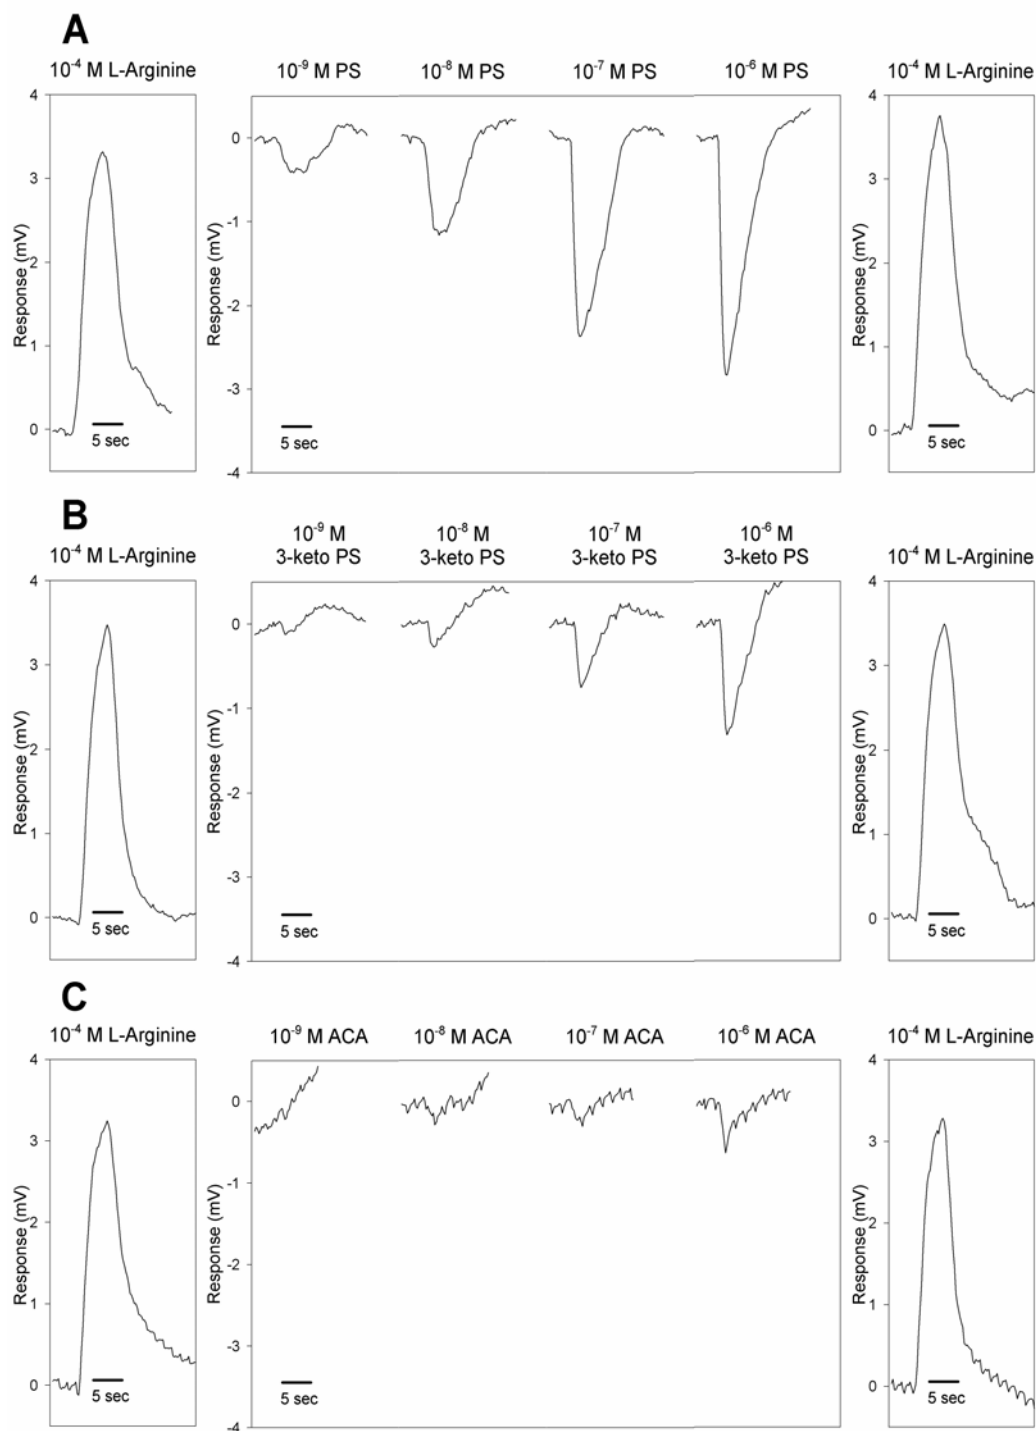 A
10⁻⁴ M L-Arginine
10⁻⁹ M PS
10⁻⁸ M PS
10⁻⁷ M PS
10⁻⁶ M PS
10⁻⁴ M L-Arginine
Response (mV)
4
3
2
1
0
5 sec
Response (mV)
0
-1
-2
-3
-4
5 sec
Response (mV)
4
3
2
1
0
5 sec
B
10⁻⁴ M L-Arginine
10⁻⁹ M
3-keto PS
10⁻⁸ M
3-keto PS
10⁻⁷ M
3-keto PS
10⁻⁶ M
3-keto PS
10⁻⁴ M L-Arginine
Response (mV)
4
3
2
1
0
5 sec
Response (mV)
0
-1
-2
-3
-4
5 sec
Response (mV)
4
3
2
1
0
5 sec
C
10⁻⁴ M L-Arginine
10⁻⁹ M ACA
10⁻⁸ M ACA
10⁻⁷ M ACA
10⁻⁶ M ACA
10⁻⁴ M L-Arginine
Response (mV)
4
3
2
1
0
5 sec
Response (mV)
0
-1
-2
-3
-4
5 sec
Response (mV)
4
3
2
1
0
5 sec